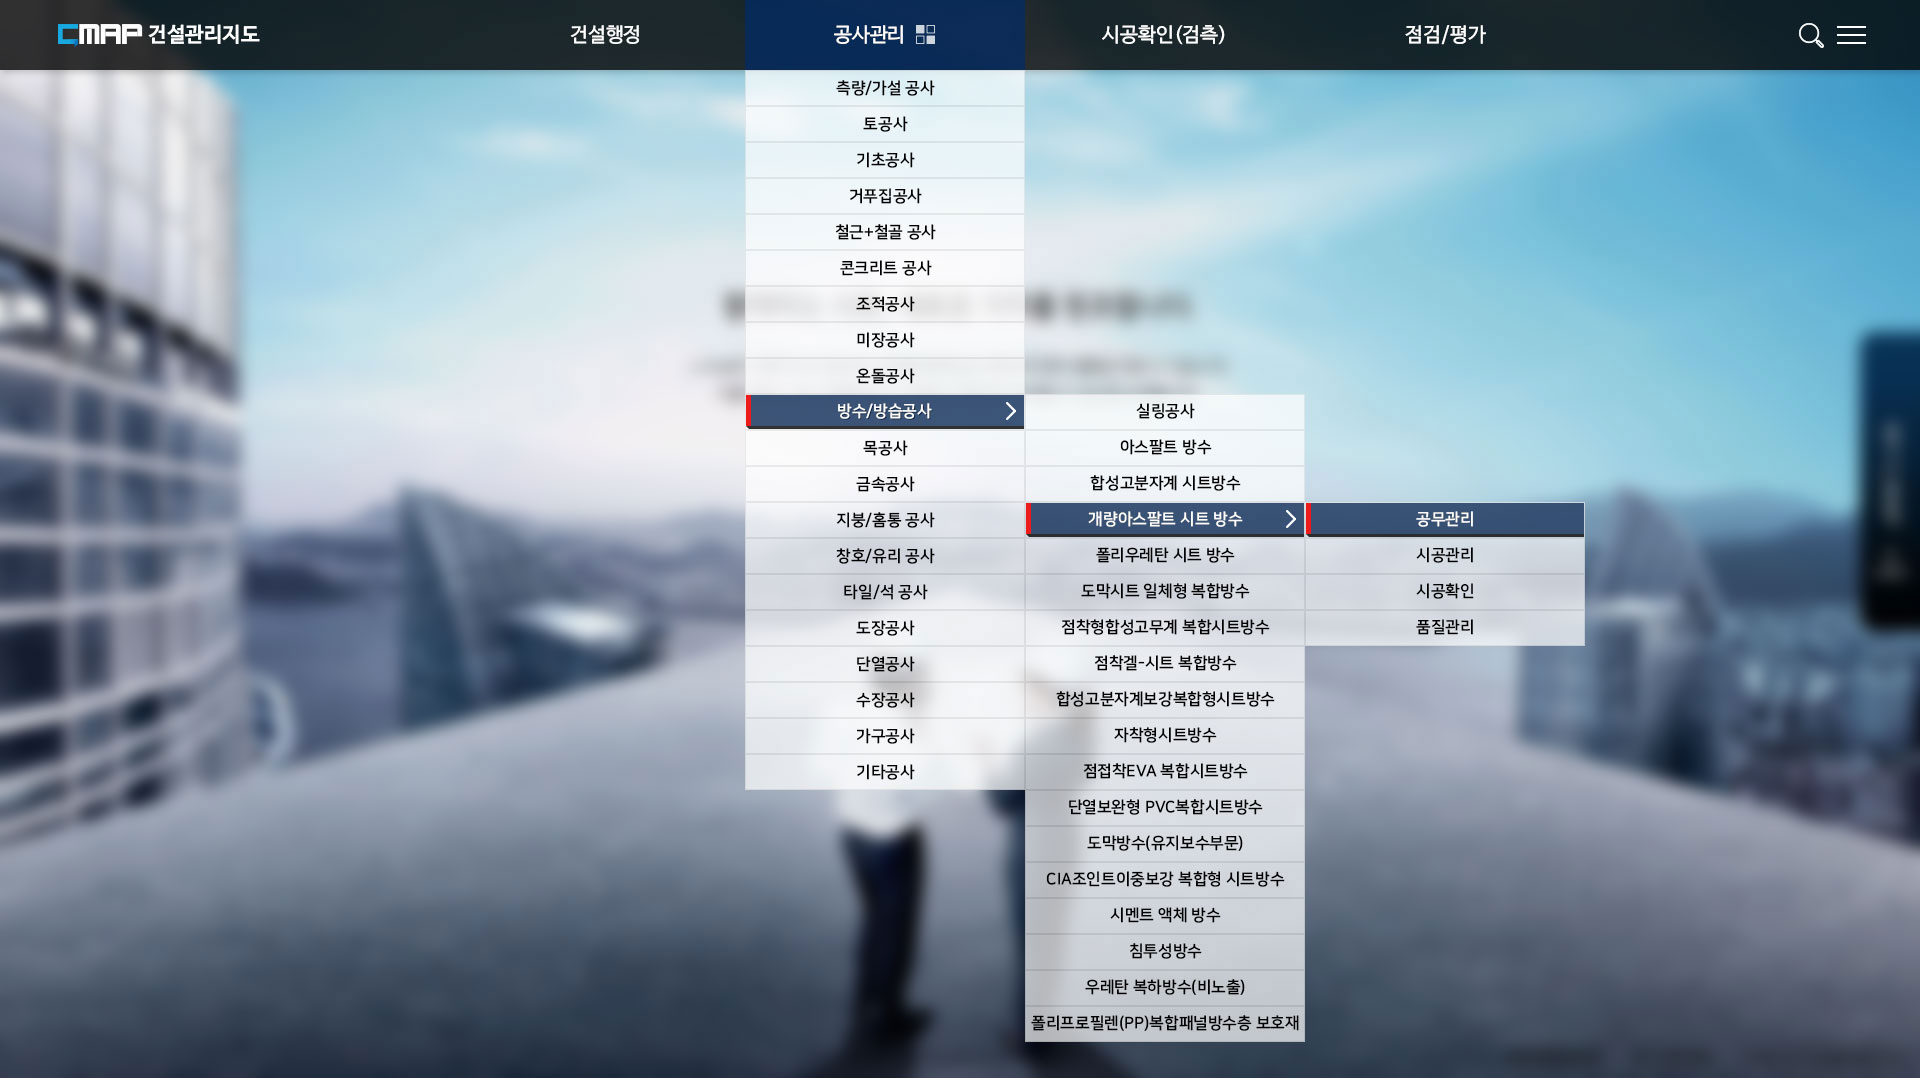 CMAP 건설관리지도
건설행정
공사관리
시공확인(검측)
점검/평가
측량/가설 공사
토공사
기초공사
거푸집공사
철근+철골 공사
콘크리트 공사
조적공사
미장공사
온돌공사
방수/방습공사
목공사
금속공사
지붕/홈통 공사
창호/유리 공사
타일/석 공사
도장공사
단열공사
수장공사
가구공사
기타공사
실링공사
아스팔트 방수
합성고분자계 시트방수
개량아스팔트 시트 방수
폴리우레탄 시트 방수
도막시트 일체형 복합방수
점착형합성고무계 복합시트방수
점착겔-시트 복합방수
합성고분자계보강복합형시트방수
자착형시트방수
점접착EVA 복합시트방수
단열보완형 PVC복합시트방수
도막방수(유지보수부문)
CIA조인트이중보강 복합형 시트방수
시멘트 액체 방수
침투성방수
우레탄 복하방수(비노출)
폴리프로필렌(PP)복합패널방수층 보호재
공무관리
시공관리
시공확인
품질관리